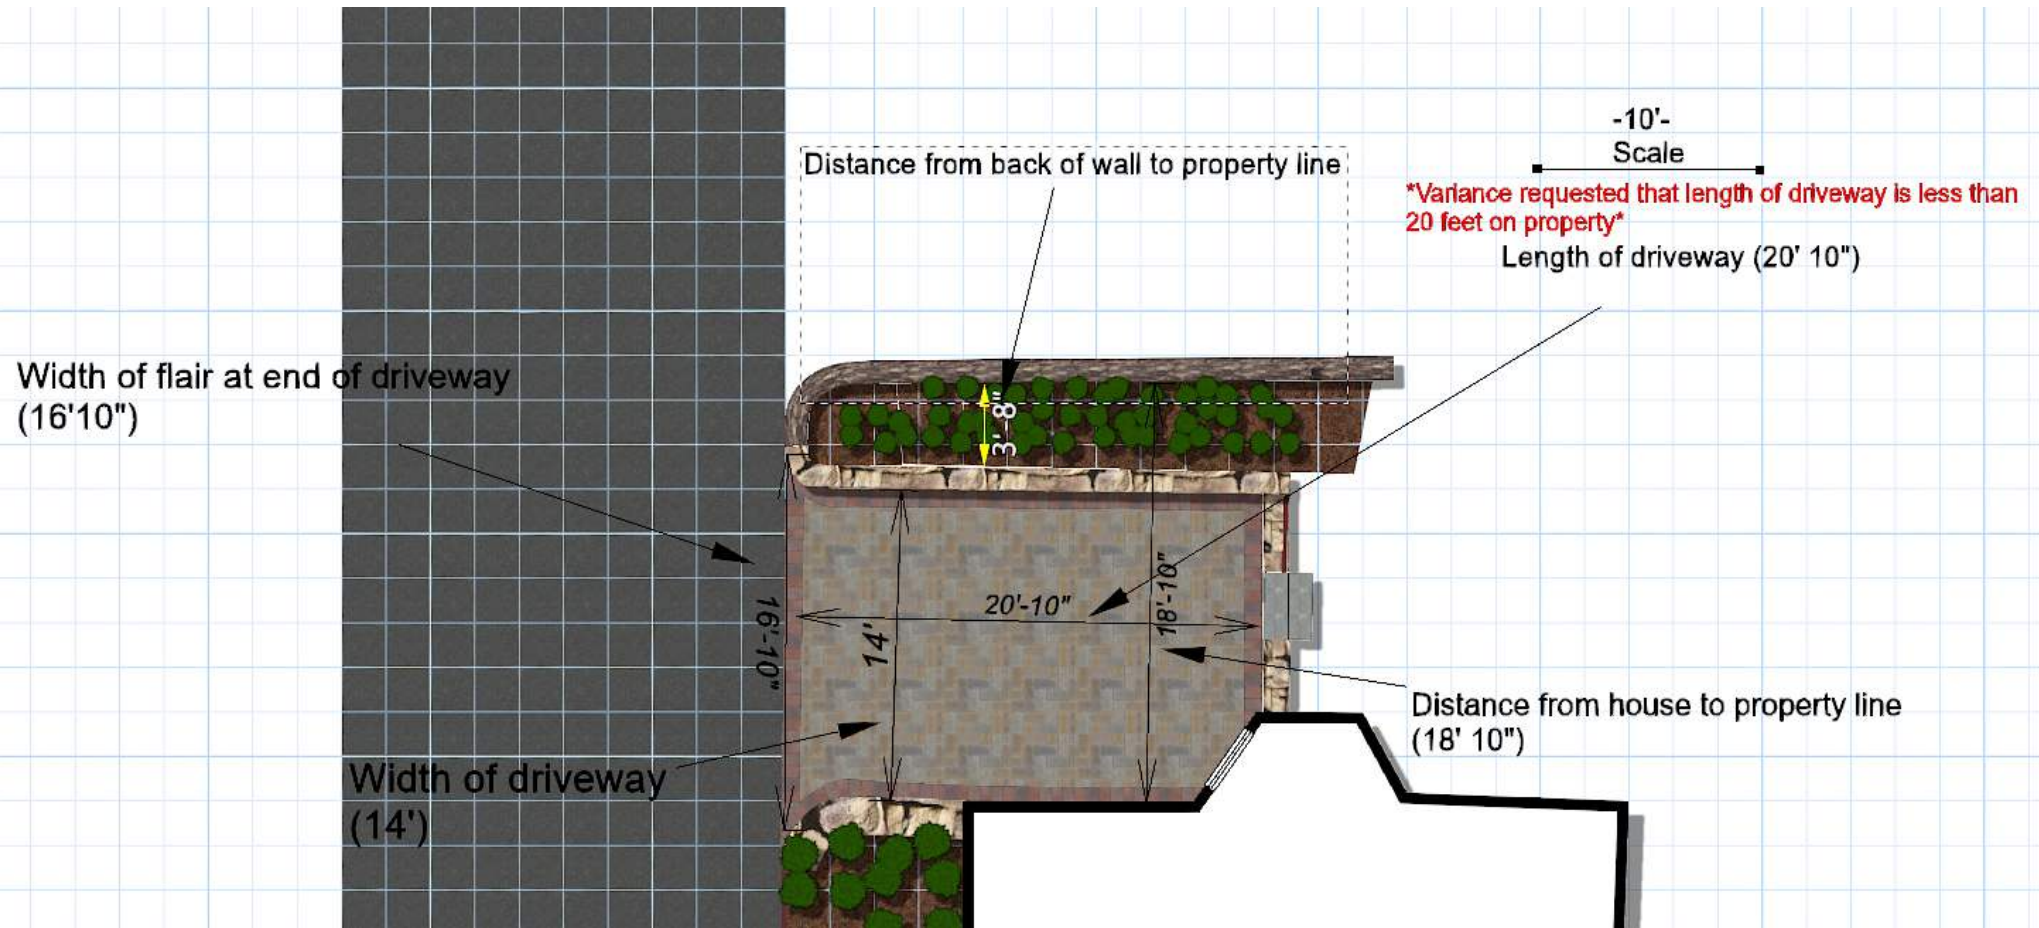 -10'-
Scale
Distance from back of wall to property line
*Variance requested that length of driveway is less than
20 feet on property*
Length of driveway (20' 10")
Width of flair at end of driveway
(16'10")
3'-8"
16'-10"
14'
20'-10"
18'-10"
Distance from house to property line
(18' 10")
Width of driveway
(14')